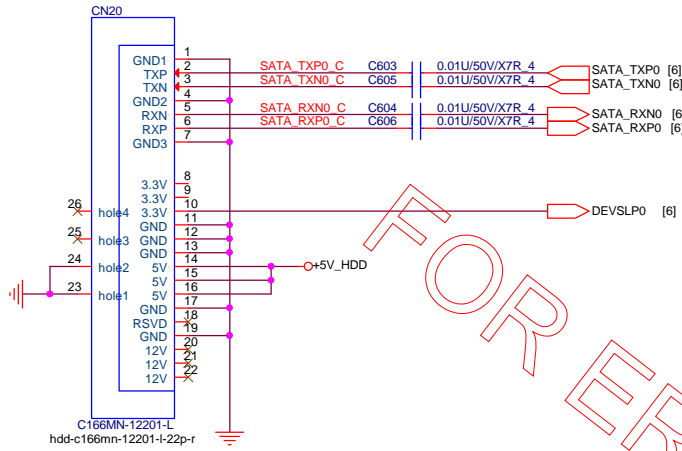 CN20
GND1 1
TXP 2 SATA_TXP0_C C603 0.01U/50V/X7R_4 SATA_TXP0 [6]
TXN 3 SATA_TXN0_C C605 0.01U/50V/X7R_4 SATA_TXN0 [6]
GND2 4
RXN 5 SATA_RXN0_C C604 0.01U/50V/X7R_4 SATA_RXN0 [6
RXP 6 SATA_RXP0_C C606 0.01U/50V/X7R_4 SATA_RXP0 [6]
GND3 7
3.3V 8
3.3V 9
26 hole4 3.3V 10 DEVSLP0 [6]
GND 11
25 hole3 GND 12
GND 13
24 hole2 5V 14 +5V_HDD
5V 15
23 hole1 5V 16
GND 17
RSVD 18
GND 19
12V 20
12V 21
12V 22
C166MN-12201-L
hdd-c166mn-12201-l-22p-r
FOR ER